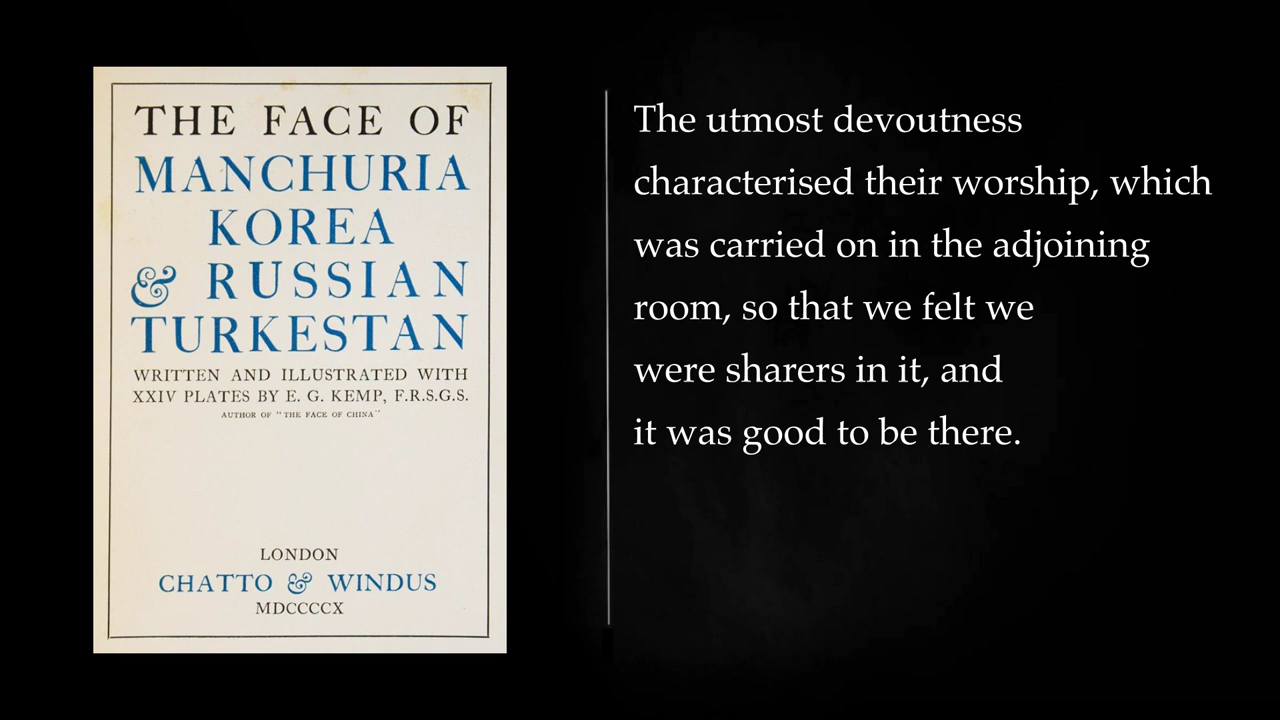 THE FACE OF
MANCHURIA
KOREA
& RUSSIAN
TURKESTAN
WRITTEN AND ILLUSTRATED WITH
XXIV PLATES BY E. G. KEMP, F.R.S.G.S.
AUTHOR OF "THE FACE OF CHINA"
LONDON
CHATTO & WINDUS
MDCCCCX
The utmost devoutness
characterised their worship, which
was carried on in the adjoining
room, so that we felt we
were sharers in it, and
it was good to be there.